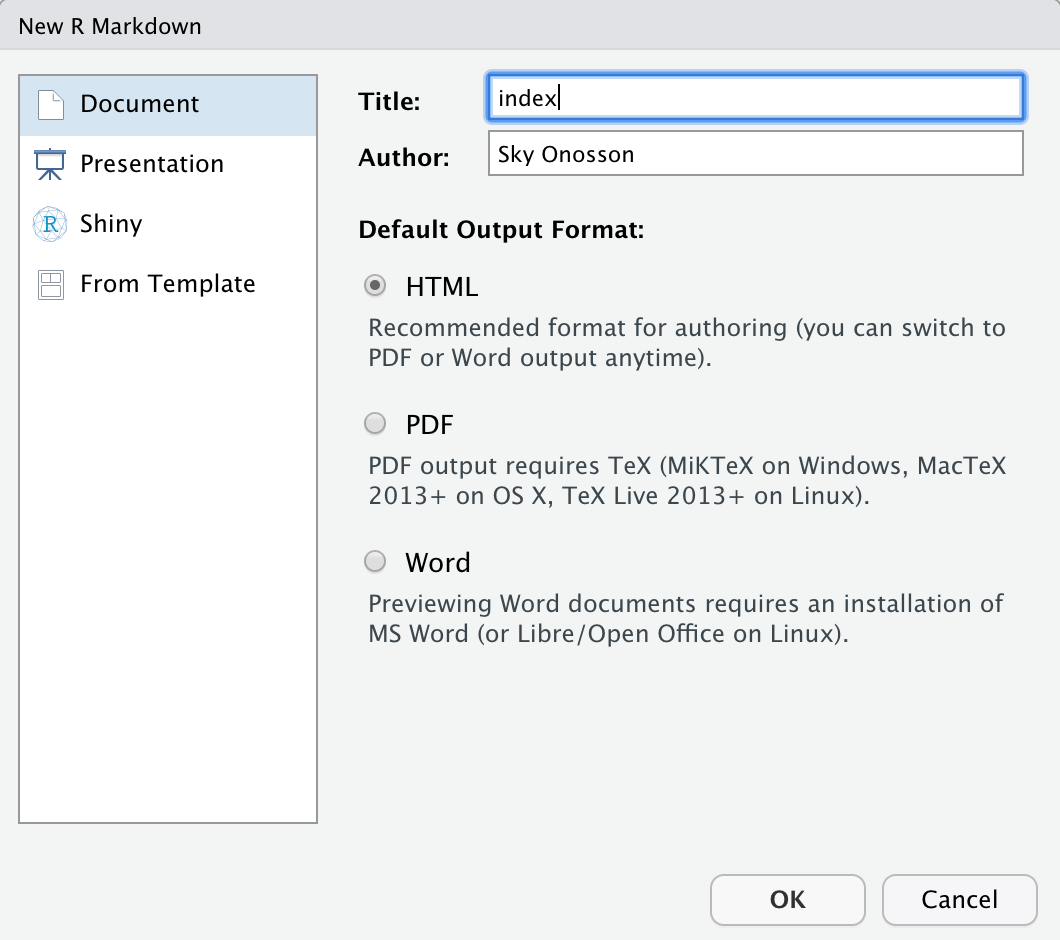 New R Markdown
Document
Presentation
R Shiny
From Template
Title: index
Author: Sky Onosson
Default Output Format:
HTML
Recommended format for authoring (you can switch to
PDF or Word output anytime).
PDF
PDF output requires TeX (MiKTeX on Windows, MacTeX
2013+ on OS X, TeX Live 2013+ on Linux).
Word
Previewing Word documents requires an installation of
MS Word (or Libre/Open Office on Linux).
OK
Cancel